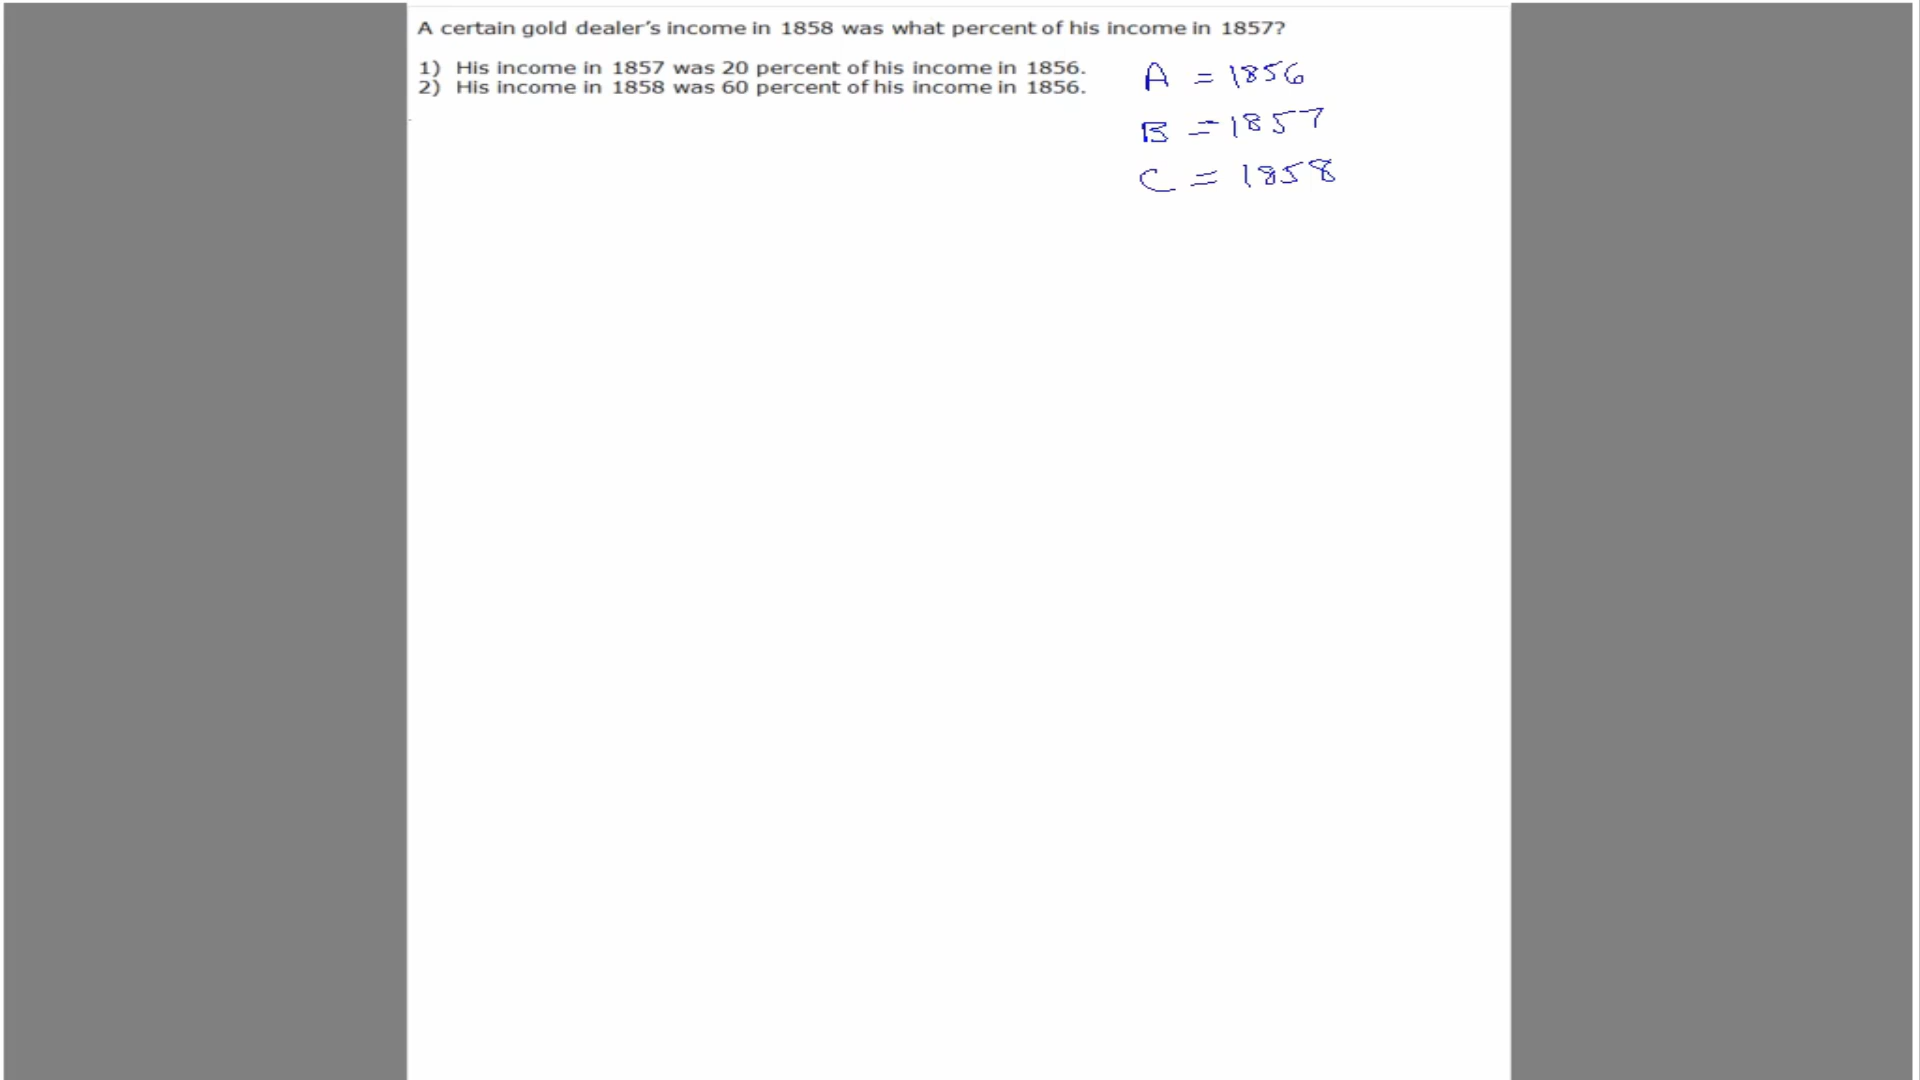 A certain gold dealer’s income in 1858 was what percent of his income in 1857?
1) His income in 1857 was 20 percent of his income in 1856.
2) His income in 1858 was 60 percent of his income in 1856.
A = 1856
B = 1857
C = 1858